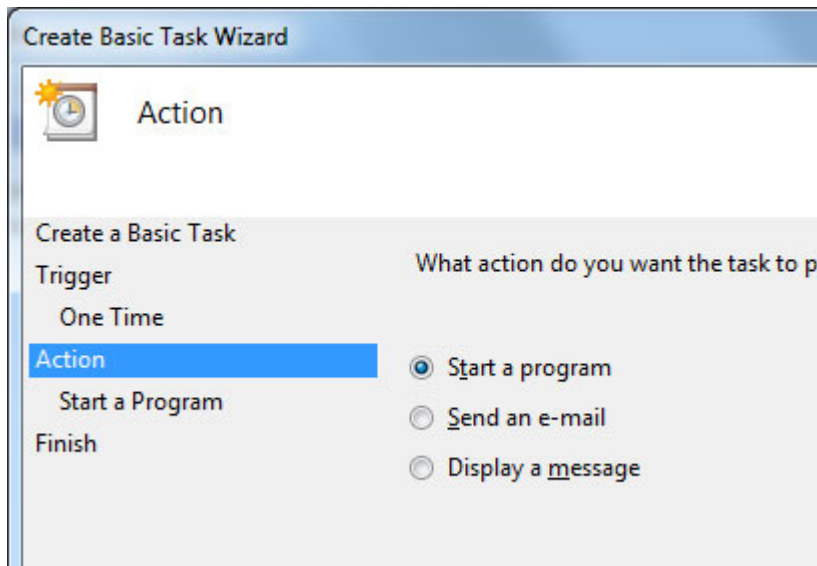 Create Basic Task Wizard
Action
Create a Basic Task
Trigger
One Time
Action
Start a Program
Finish
What action do you want the task to p
Start a program
Send an e-mail
Display a message